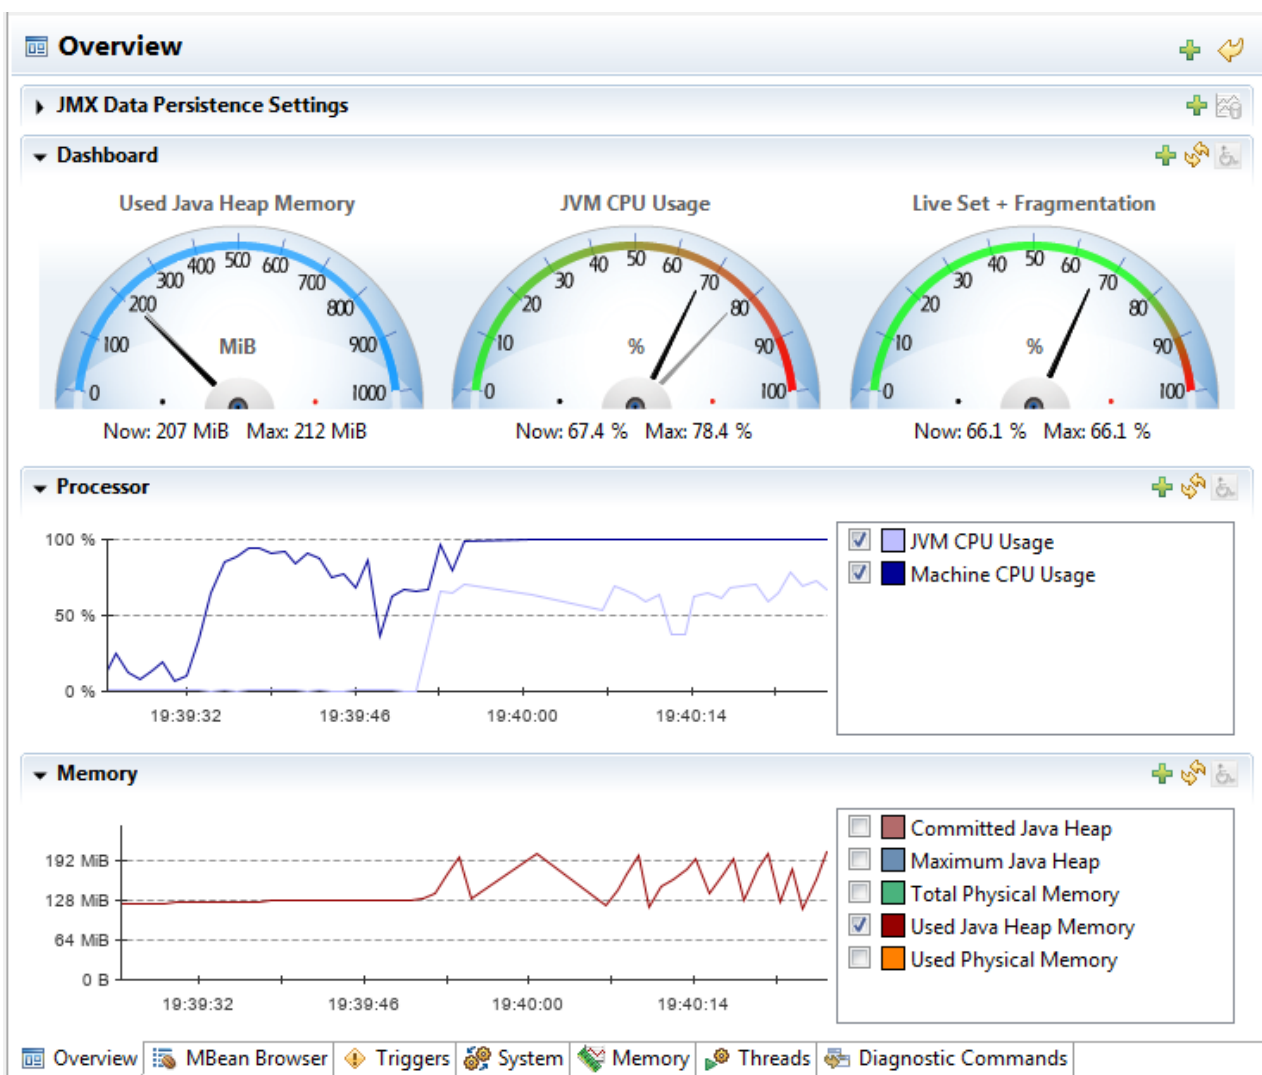 Overview
JMX Data Persistence Settings
Dashboard
Used Java Heap Memory
0 100 200 300 400 500 600 700 800 900 1000
MiB
Now: 207 MiB Max: 212 MiB
JVM CPU Usage
0 10 20 30 40 50 60 70 80 90 100
%
Now: 67.4 % Max: 78.4 %
Live Set + Fragmentation
0 10 20 30 40 50 60 70 80 90 100
%
Now: 66.1 % Max: 66.1 %
Processor
100 %
50 %
0 %
19:39:32 19:39:46 19:40:00 19:40:14
JVM CPU Usage
Machine CPU Usage
Memory
192 MiB
128 MiB
64 MiB
0 B
19:39:32 19:39:46 19:40:00 19:40:14
Committed Java Heap
Maximum Java Heap
Total Physical Memory
Used Java Heap Memory
Used Physical Memory
Overview MBean Browser Triggers System Memory Threads Diagnostic Commands